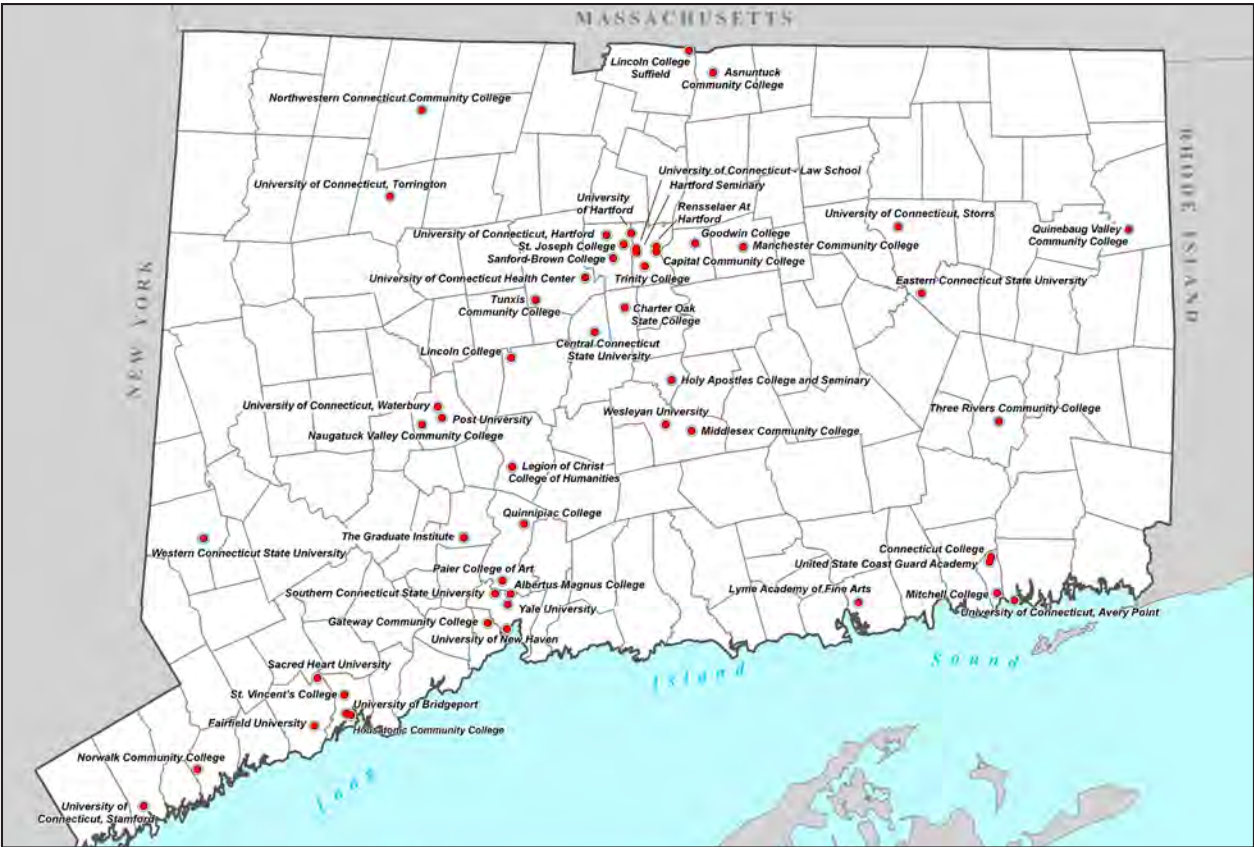 MASSACHUSETTS
Lincoln College
Suffield
Asnuntuck
Community College
Northwestern Connecticut Community College
University of Connecticut - Law School
Hartford Seminary
University of Connecticut, Torrington
University
of Hartford
Rensselaer At
Hartford
RHODE ISLAND
University of Connecticut, Storrs
Quinebaug Valley
Community College
University of Connecticut, Hartford
Goodwin College
St. Joseph College
Manchester Community College
Sanford-Brown College
Capital Community College
University of Connecticut Health Center
Trinity College
Eastern Connecticut State University
NEW YORK
Tunxis
Community College
Charter Oak
State College
Central Connecticut
State University
Lincoln College
Holy Apostles College and Seminary
University of Connecticut, Waterbury
Post University
Wesleyan University
Three Rivers Community College
Naugatuck Valley Community College
Middlesex Community College
Legion of Christ
College of Humanities
Quinnipiac College
The Graduate Institute
Western Connecticut State University
Connecticut College
United State Coast Guard Academy
Paier College of Art
Albertus Magnus College
Southern Connecticut State University
Lyme Academy of Fine Arts
Mitchell College
Yale University
University of Connecticut, Avery Point
Gateway Community College
University of New Haven
Sacred Heart University
St. Vincent's College
University of Bridgeport
Fairfield University
Housatonic Community College
Norwalk Community College
University of
Connecticut, Stamford
Long Island Sound